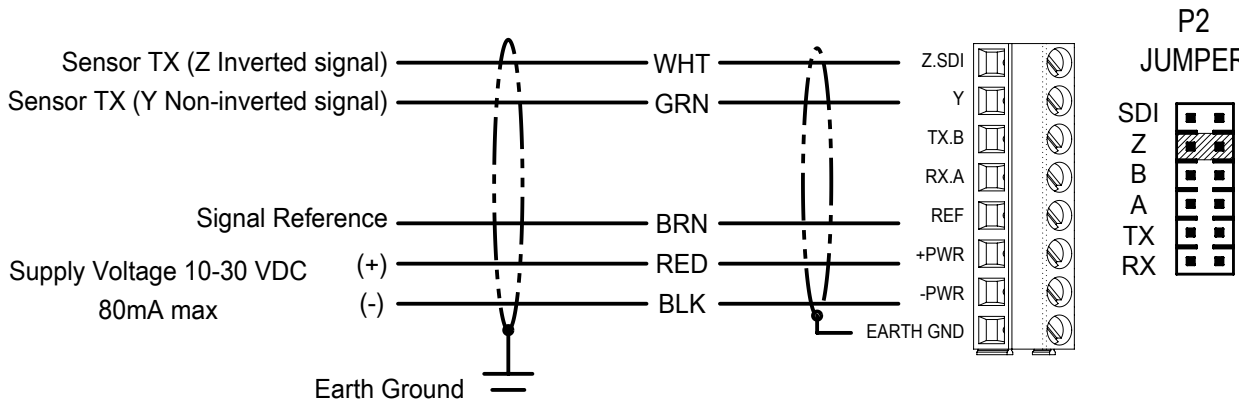 P2
JUMPER
Sensor TX (Z Inverted signal) WHT Z.SDI
Sensor TX (Y Non-inverted signal) GRN Y
TX.B
RX.A
Signal Reference BRN REF
Supply Voltage 10-30 VDC (+) RED +PWR
80mA max (-) BLK -PWR
EARTH GND
Earth Ground
SDI
Z
B
A
TX
RX